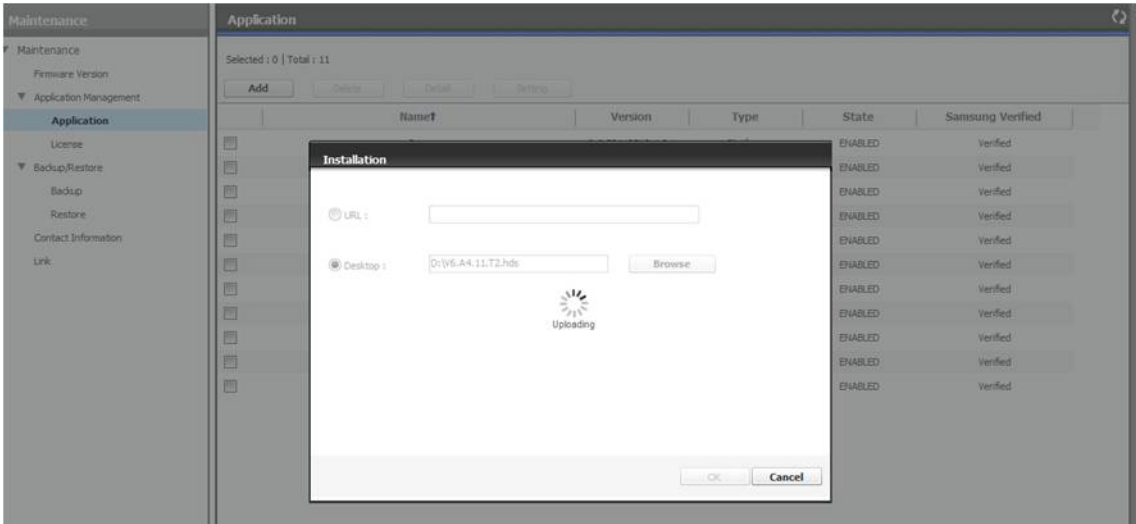 Maintenance
Application
Maintenance
Firmware Version
Application Management
Application
License
Backup/Restore
Backup
Restore
Contact Information
Link
Selected : 0 | Total : 11
Add Delete Detail Setting
Name Version Type State Samsung Verified
ENABLED Verified
ENABLED Verified
ENABLED Verified
ENABLED Verified
ENABLED Verified
ENABLED Verified
ENABLED Verified
ENABLED Verified
ENABLED Verified
ENABLED Verified
ENABLED Verified
Installation
URL :
Desktop : D:\V6.A4.11.T2.hds Browse
Uploading
OK Cancel